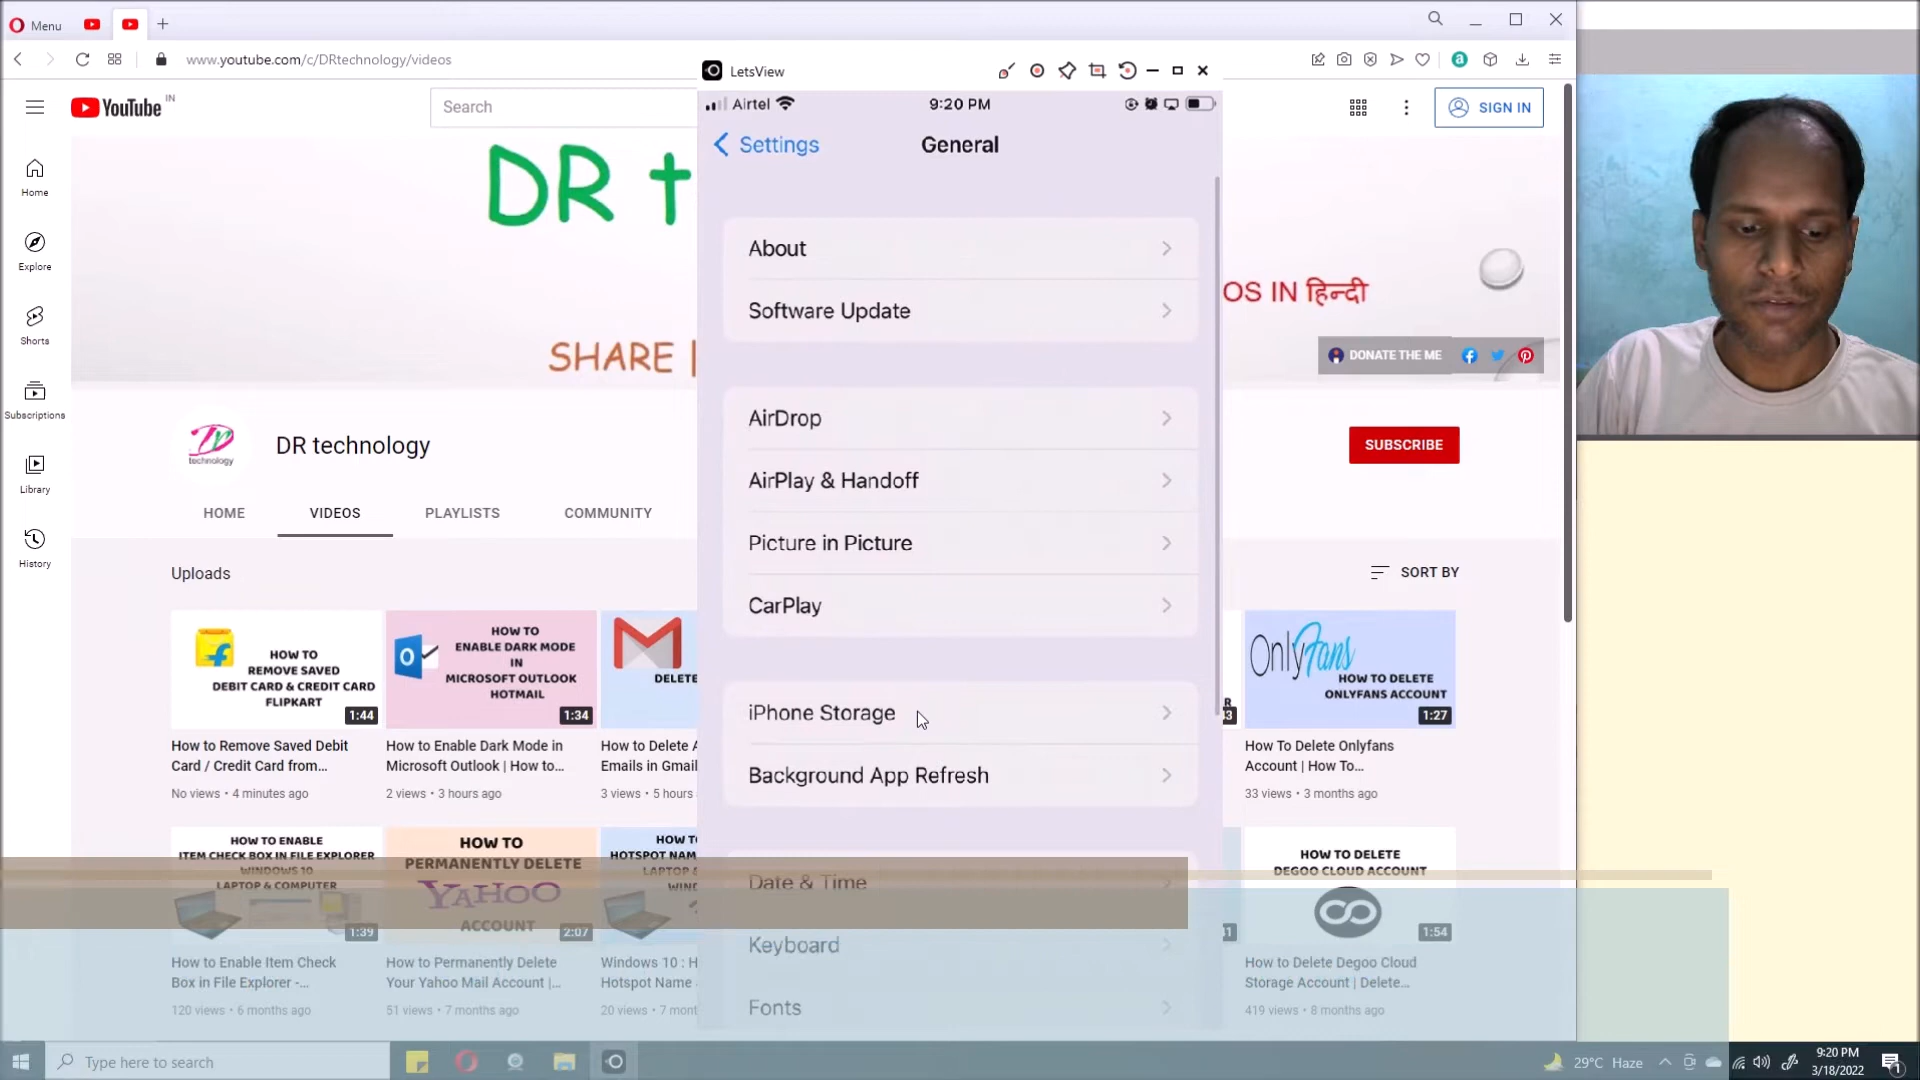 Menu
www.youtube.com/c/DRtechnology/videos
YouTube IN
Search
SIGN IN
Home
Explore
Shorts
Subscriptions
Library
History
DR t
SHARE |
OS IN हिन्दी
DONATE THE ME
DR technology
technology
SUBSCRIBE
HOME
VIDEOS
PLAYLISTS
COMMUNITY
Uploads
SORT BY
LetsView
Airtel
9:20 PM
Settings
General
About
Software Update
AirDrop
AirPlay & Handoff
Picture in Picture
CarPlay
iPhone Storage
Background App Refresh
Date & Time
Keyboard
Fonts
HOW TO
REMOVE SAVED
DEBIT CARD & CREDIT CARD
FLIPKART
1:44
How to Remove Saved Debit
Card / Credit Card from...
No views • 4 minutes ago
HOW TO
ENABLE DARK MODE
IN
MICROSOFT OUTLOOK
HOTMAIL
1:34
How to Enable Dark Mode in
Microsoft Outlook | How to...
2 views • 3 hours ago
DELETE
How to Delete A
Emails in Gmail
3 views • 5 hours
OnlyFans
HOW TO DELETE
ONLYFANS ACCOUNT
1:27
How To Delete Onlyfans
Account | How To...
33 views • 3 months ago
HOW TO ENABLE
ITEM CHECK BOX IN FILE EXPLORER
WINDOWS 10
LAPTOP & COMPUTER
1:39
How to Enable Item Check
Box in File Explorer -...
120 views • 6 months ago
HOW TO
PERMANENTLY DELETE
YAHOO
ACCOUNT
2:07
How to Permanently Delete
Your Yahoo Mail Account |...
51 views • 7 months ago
HOTSPOT NAM
LAPTOP &
Windows 10 : H
Hotspot Name
20 views • 7 mont
HOW TO DELETE
DEGOO CLOUD ACCOUNT
1:54
How to Delete Degoo Cloud
Storage Account | Delete...
419 views • 8 months ago
Type here to search
29°C Haze
9:20 PM
3/18/2022
1